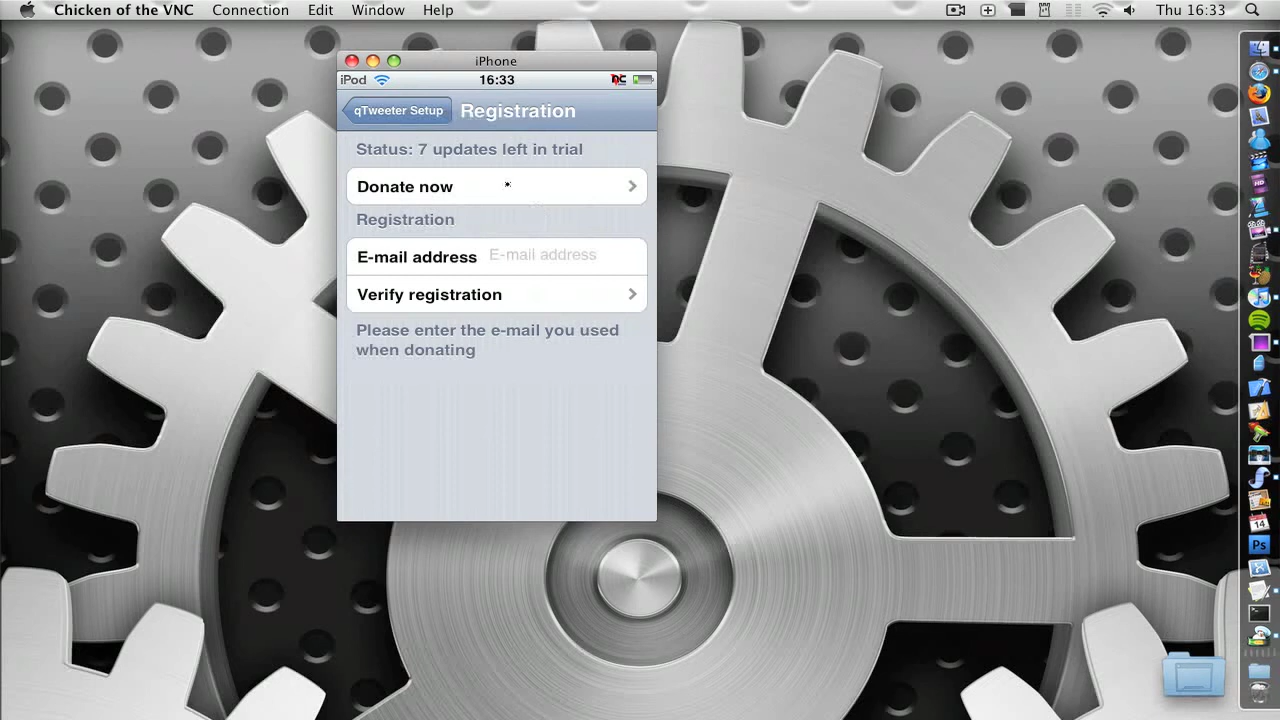 Chicken of the VNC Connection Edit Window Help Thu 16:33
iPhone
iPod 16:33
qTweeter Setup Registration
Status: 7 updates left in trial
Donate now
Registration
E-mail address E-mail address
Verify registration
Please enter the e-mail you used
when donating
14
Ps